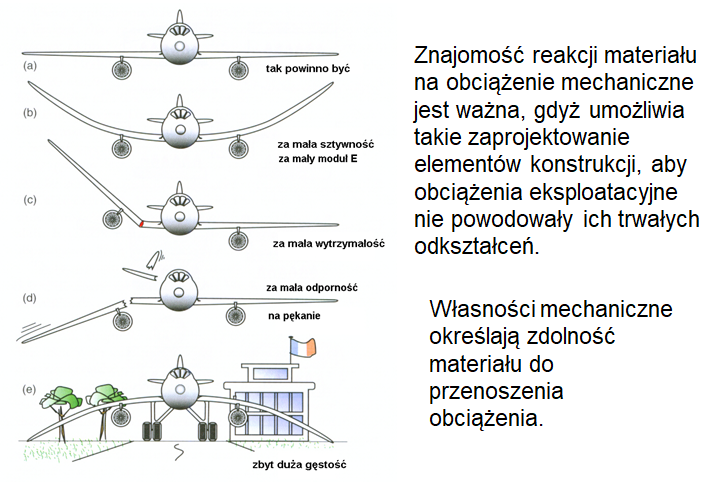 (a)
tak powinno być
(b)
za mała sztywność
za mały moduł E
(c)
za mała wytrzymałość
za mała odporność
(d)
na pękanie
(e)
zbyt duża gęstość
Znajomość reakcji materiału
na obciążenie mechaniczne
jest ważna, gdyż umożliwia
takie zaprojektowanie
elementów konstrukcji, aby
obciążenia eksploatacyjne
nie powodowały ich trwałych
odkształceń.
Własności mechaniczne
określają zdolność
materiału do
przenoszenia
obciążenia.